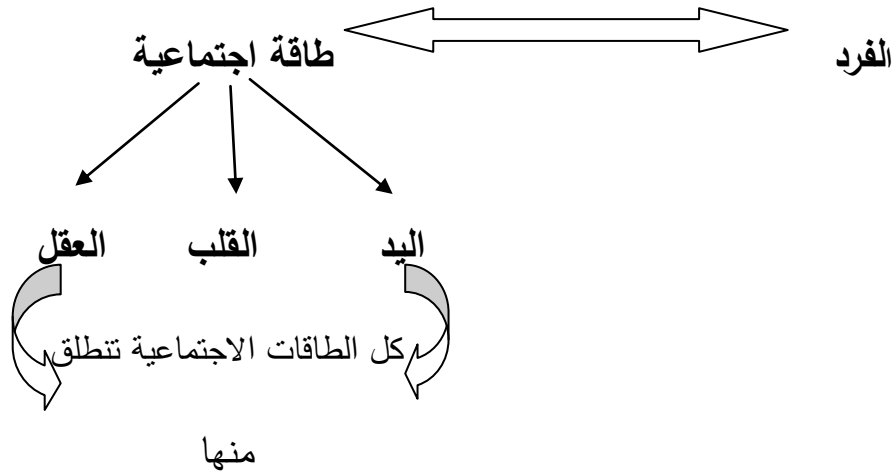 الفرد طاقة اجتماعية
اليد القلب العقل
كل الطاقات الاجتماعية تنطلق
منها